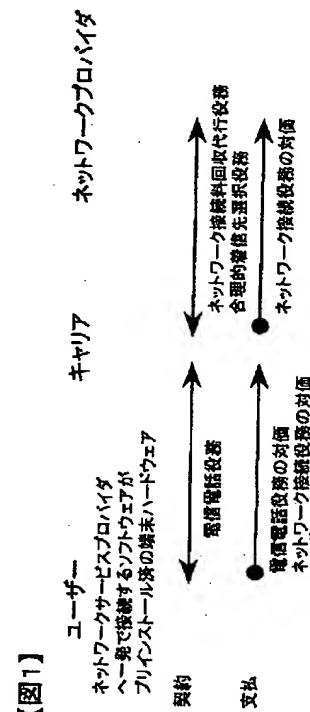 【図1】
ユーザー
キャリア
ネットワークプロバイダ
ネットワークサービスプロバイダ
へ一発で接続するソフトウェアが
プリインストール済の端末ハードウェア
契約
電信電話役務
ネットワーク接続料回収代行役務
合理的着信先選択役務
支払
電信電話役務の対価
ネットワーク接続役務の対価
ネットワーク接続役務の対価